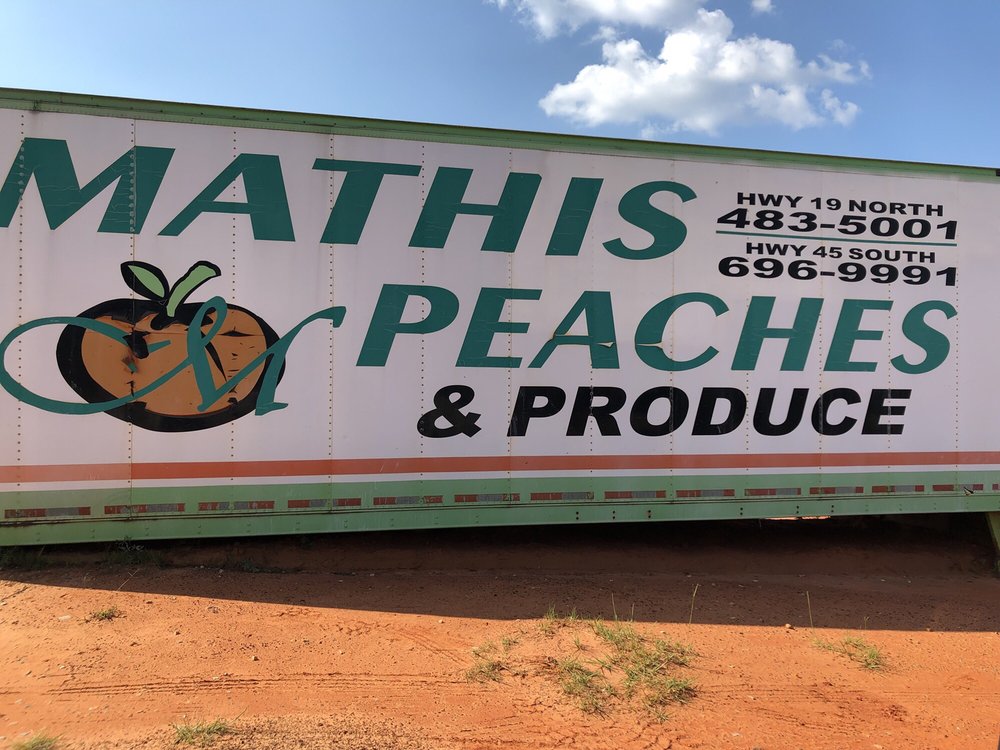 MATHIS
HWY 19 NORTH
483-5001
HWY 45 SOUTH
696-9991
PEACHES
& PRODUCE